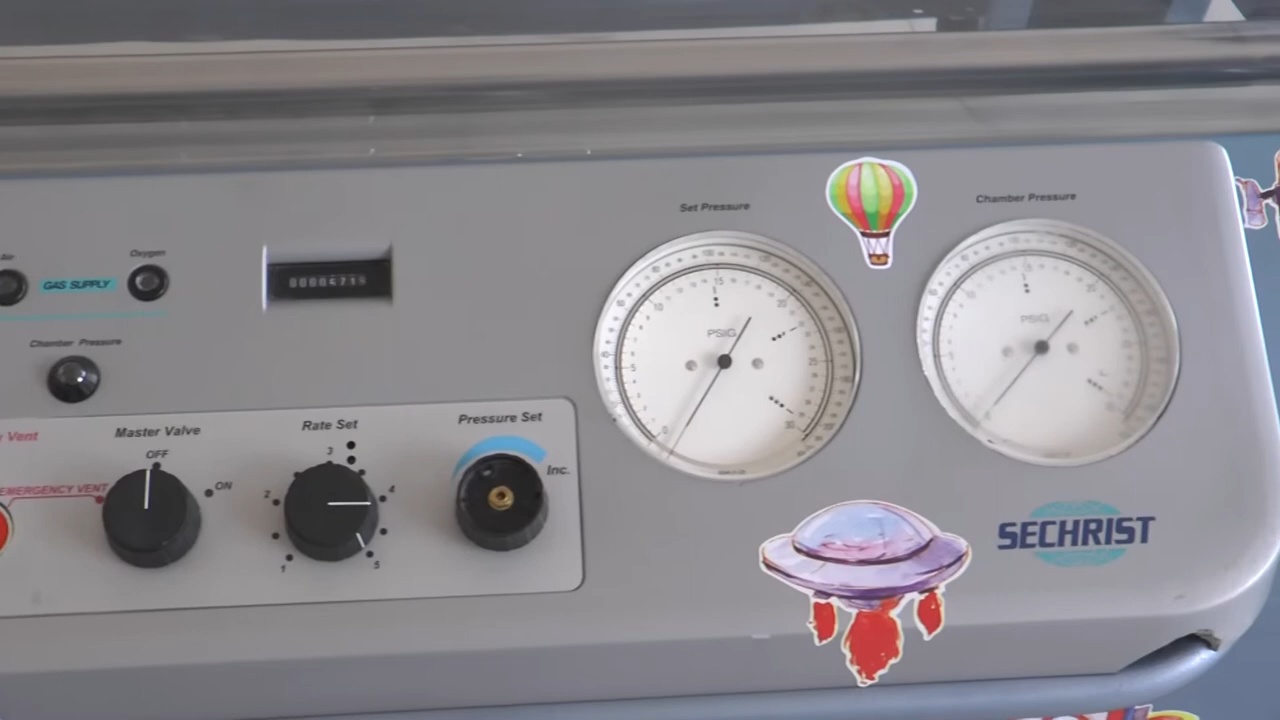 Set Pressure
Chamber Pressure
Air
Oxygen
GAS SUPPLY
Chamber Pressure
PSIG
5
10
15
20
25
30
0
PSIG
15
Vent
Master Valve
Rate Set
Pressure Set
OFF
ON
EMERGENCY VENT
1
2
3
4
5
Inc.
SECHRIST